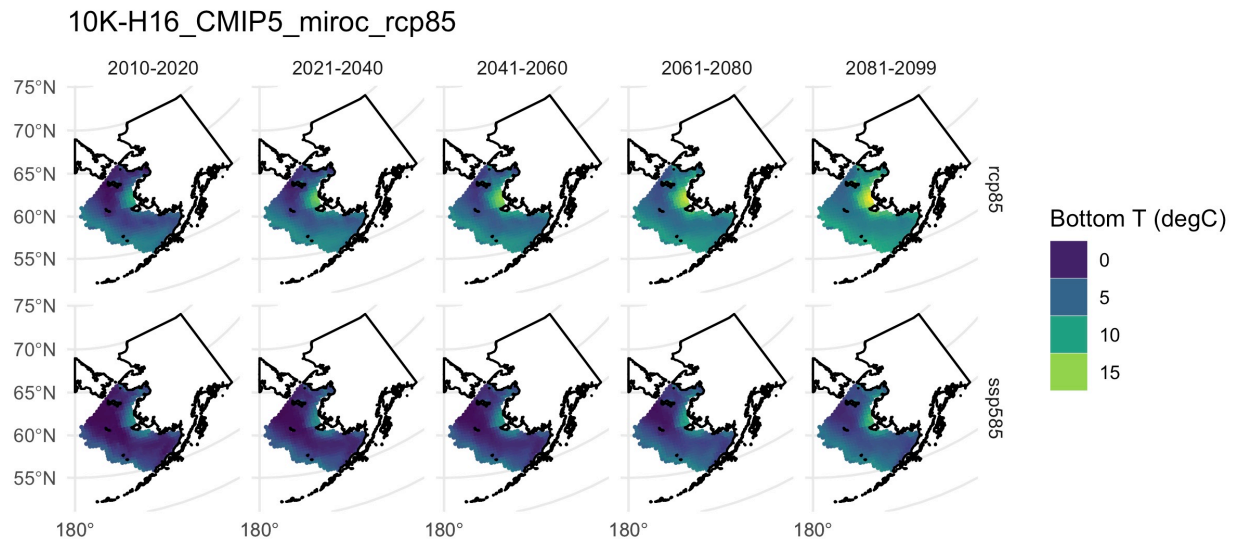 10K-H16_CMIP5_miroc_rcp85
2010-2020 2021-2040 2041-2060 2061-2080 2081-2099
75°N
70°N
65°N
60°N
55°N
rcp85
75°N
70°N
65°N
60°N
55°N
ssp585
180° 180° 180° 180° 180°
Bottom T (degC)
0
5
10
15